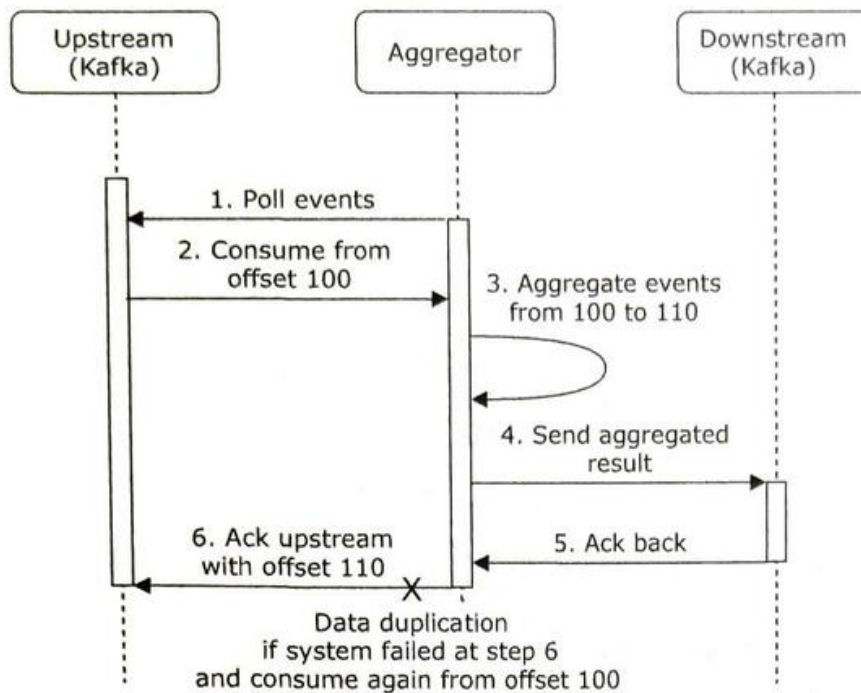 Upstream
(Kafka)
Aggregator
Downstream
(Kafka)
1. Poll events
2. Consume from
offset 100
3. Aggregate events
from 100 to 110
4. Send aggregated
result
5. Ack back
6. Ack upstream
with offset 110
Data duplication
if system failed at step 6
and consume again from offset 100